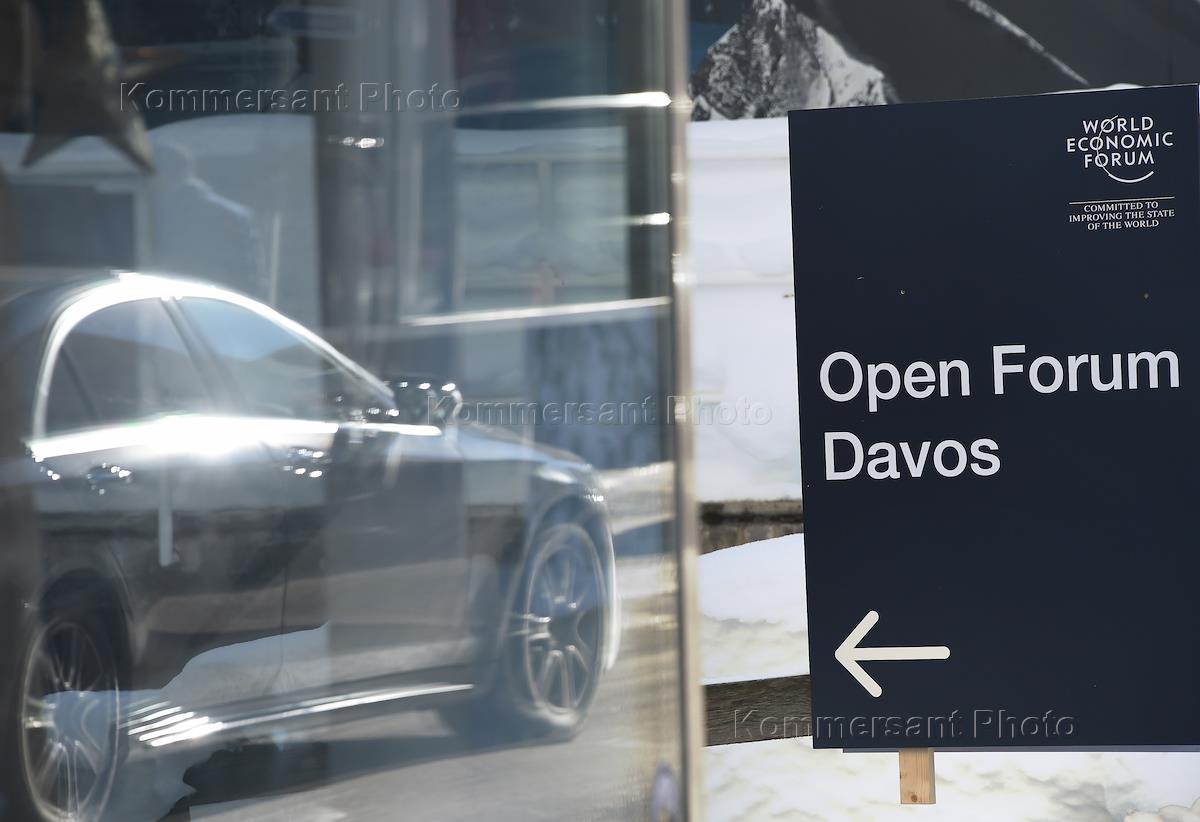 Kommersant Photo
WORLD
ECONOMIC
FORUM
COMMITTED TO
IMPROVING THE STATE
OF THE WORLD
Open Forum
Davos
Kommersant Photo
Kommersant Photo